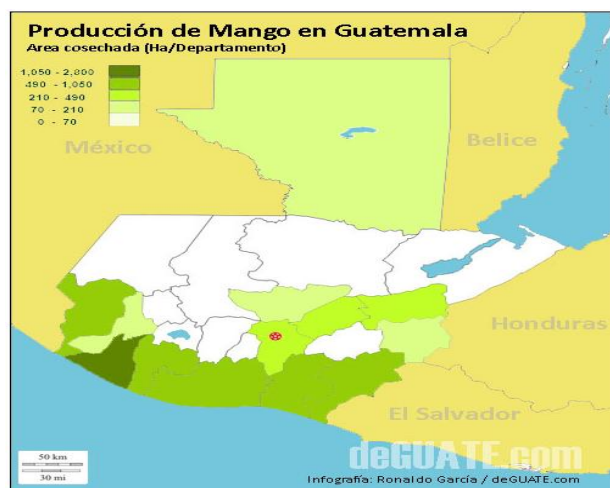 Producción de Mango en Guatemala
Area cosechada (Ha/Departamento)
1,050 - 2,800
490 - 1,050
210 - 490
70 - 210
0 - 70
México
Belice
Honduras
El Salvador
50 km
30 mi
deGUATE.com
Infografía: Ronaldo García / deGUATE.com